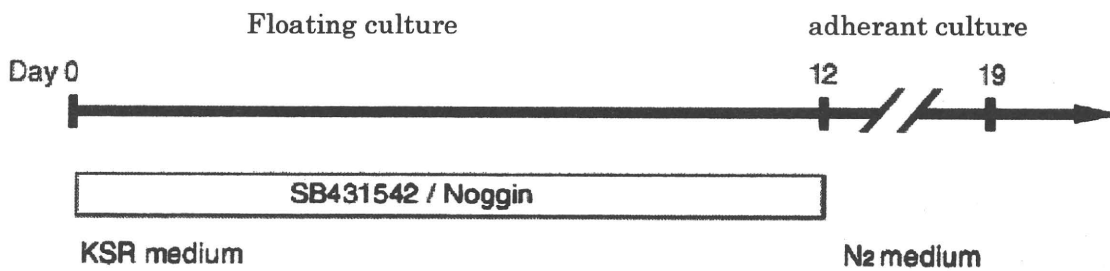 Floating culture adherant culture
Day 0 12 19
SB431542 / Noggin
KSR medium N2 medium